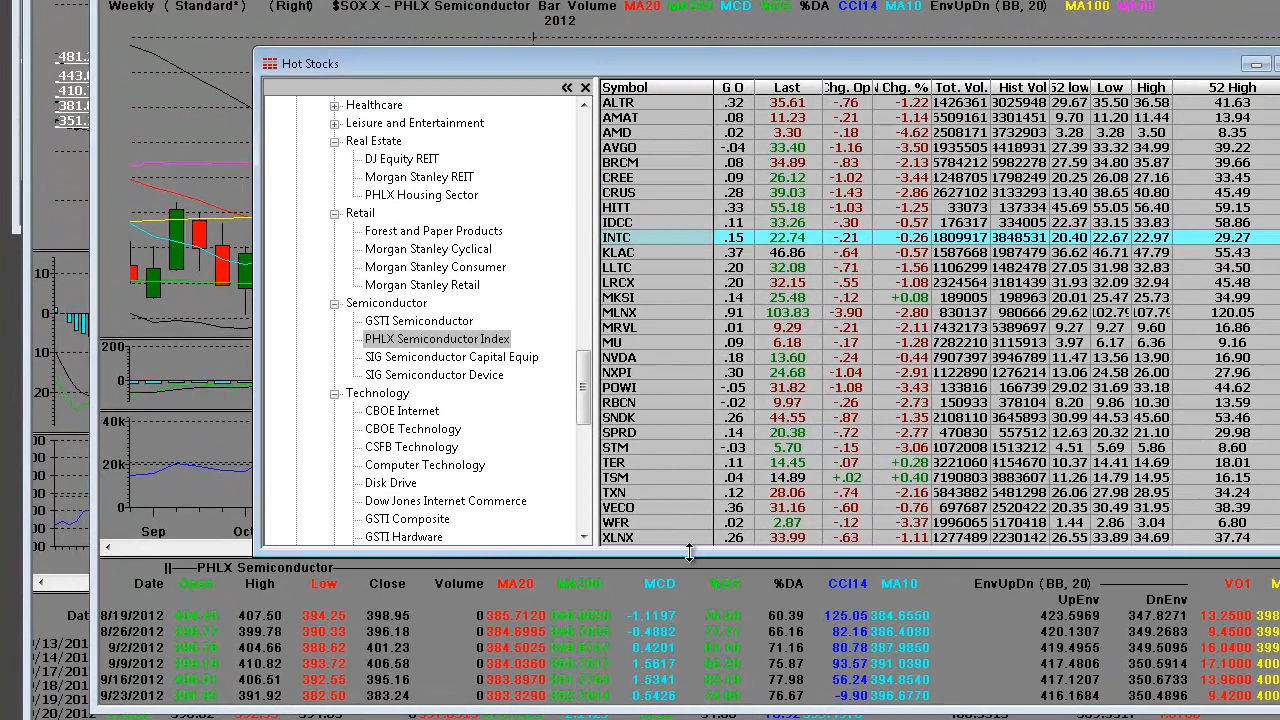 Weekly ( Standard*) (Right) $SOX.X - PHLX Semiconductor Bar Volume MA20 MA200 MCD %DS %DA CCI14 MA10 EnvUpDn (BB, 20) MA100
2012
Hot Stocks
Healthcare
Leisure and Entertainment
Real Estate
DJ Equity REIT
Morgan Stanley REIT
PHLX Housing Sector
Retail
Forest and Paper Products
Morgan Stanley Cyclical
Morgan Stanley Consumer
Morgan Stanley Retail
Semiconductor
GSTI Semiconductor
PHLX Semiconductor Index
SIG Semiconductor Capital Equip
SIG Semiconductor Device
Technology
CBOE Internet
CBOE Technology
CSFB Technology
Computer Technology
Disk Drive
Dow Jones Internet Commerce
GSTI Composite
GSTI Hardware
Symbol G O Last Chg. Op Chg. % Tot. Vol. Hist Vol 52 low Low High 52 High
ALTR .32 35.61 -.76 -1.22 1426361 3025948 29.67 35.50 36.58 41.63
AMAT .08 11.23 -.21 -1.14 5509161 3301451 9.70 11.20 11.44 13.94
AMD .02 3.30 -.18 -4.62 2508171 3732903 3.28 3.28 3.50 8.35
AVGO -.04 33.40 -1.16 -3.50 1935505 4418931 27.39 33.32 34.99 39.22
BRCM .08 34.89 -.83 -2.13 5784212 5982278 27.59 34.80 35.87 39.66
CREE .09 26.12 -1.02 -3.44 1248705 1798249 20.25 26.08 27.16 33.45
CRUS .28 39.03 -1.43 -2.86 2627102 3133293 13.64 38.65 40.80 45.49
HITT .33 55.18 -1.03 -1.25 33073 137334 45.69 55.05 56.40 59.15
IDCC .11 33.26 -.30 -0.57 176317 334005 22.37 33.15 33.83 58.86
INTC .15 22.74 -.21 -0.26 1809917 3848531 20.40 22.67 22.97 29.27
KLAC .37 46.86 -.64 -0.57 1587668 1987479 36.62 46.71 47.79 55.43
LLTC .20 32.08 -.71 -1.56 1106299 1482478 27.05 31.98 32.83 34.50
LRCX .20 32.15 -.55 -1.08 2454324 3181439 31.93 32.09 32.94 45.18
MKSI .14 25.48 -.12 +0.08 189005 198963 20.01 25.47 25.73 34.99
MLNX .91 103.83 -3.90 -2.80 830137 980656 29.31 120.05
MRVL .01 9.29 -.21 -2.11 7432173 5389697 9.27 9.27 9.60 16.86
MU .08 6.18 -.17 -1.28 7282210 3115913 3.97 6.17 6.36 9.16
NVDA .18 13.60 -.24 -0.44 7907397 3946789 11.47 13.56 13.90 16.90
NXPI .30 24.68 -1.04 -2.91 1122890 1276214 13.06 24.58 26.00 27.96
POWI -.05 31.82 -1.08 -3.43 133816 163298 29.02 31.69 33.18 44.62
RBCN -.02 9.97 -.26 -2.73 150933 378104 8.20 9.86 10.30 13.59
SNDK .26 44.55 -.87 -1.35 2108110 3645893 30.99 44.53 45.80 53.46
SPRD .14 20.38 -.72 -2.77 470830 557512 12.63 20.32 21.10 29.98
STM -.03 5.70 -.15 -3.06 1072008 1513212 4.51 5.69 5.86 8.60
TER .11 14.45 -.07 +0.28 3221060 4154670 10.37 14.41 14.69 18.01
TSM .04 14.89 +.02 +0.40 7190803 3883607 11.26 14.79 14.95 16.15
TXN .12 28.06 -.74 -2.16 5843882 5481298 26.06 27.98 28.95 34.24
VECO .36 31.16 -.60 -0.76 697687 2520422 20.35 30.49 31.95 38.39
WFR .02 2.87 -.12 -3.37 1996065 5170418 1.44 2.86 3.04 6.80
XLNX .26 33.99 -.63 -1.11 1277489 2230142 26.55 33.89 34.87 37.74
Sep
PHLX Semiconductor
Date Open High Low Close Volume MA20 MA200 MCD %DS %DA CCI14 MA10 EnvUpDn (BB, 20) VO1
UpEnv DnEnv
8/19/2012 407.50 394.25 398.95 0 385.7120 -1.1197 60.39 125.05 384.6550 423.5969 347.8271 13.2500
8/26/2012 399.78 390.33 396.18 0 384.6995 -0.4882 66.16 82.16 386.4080 420.1307 349.2683 9.4500
9/2/2012 404.66 388.62 401.23 0 384.5025 0.4201 71.16 80.78 387.9850 419.4955 349.5095 16.0400
9/9/2012 410.82 393.72 406.58 0 384.0360 1.5617 75.87 93.57 391.0390 417.4806 350.5914 17.1000
9/16/2012 406.51 392.55 396.16 0 383.8970 1.5341 77.98 56.24 394.8540 417.1207 350.6733 13.9600
9/23/2012 391.92 382.50 383.24 0 383.3290 0.5426 76.67 -9.90 396.6770 416.1684 350.4896 9.4200